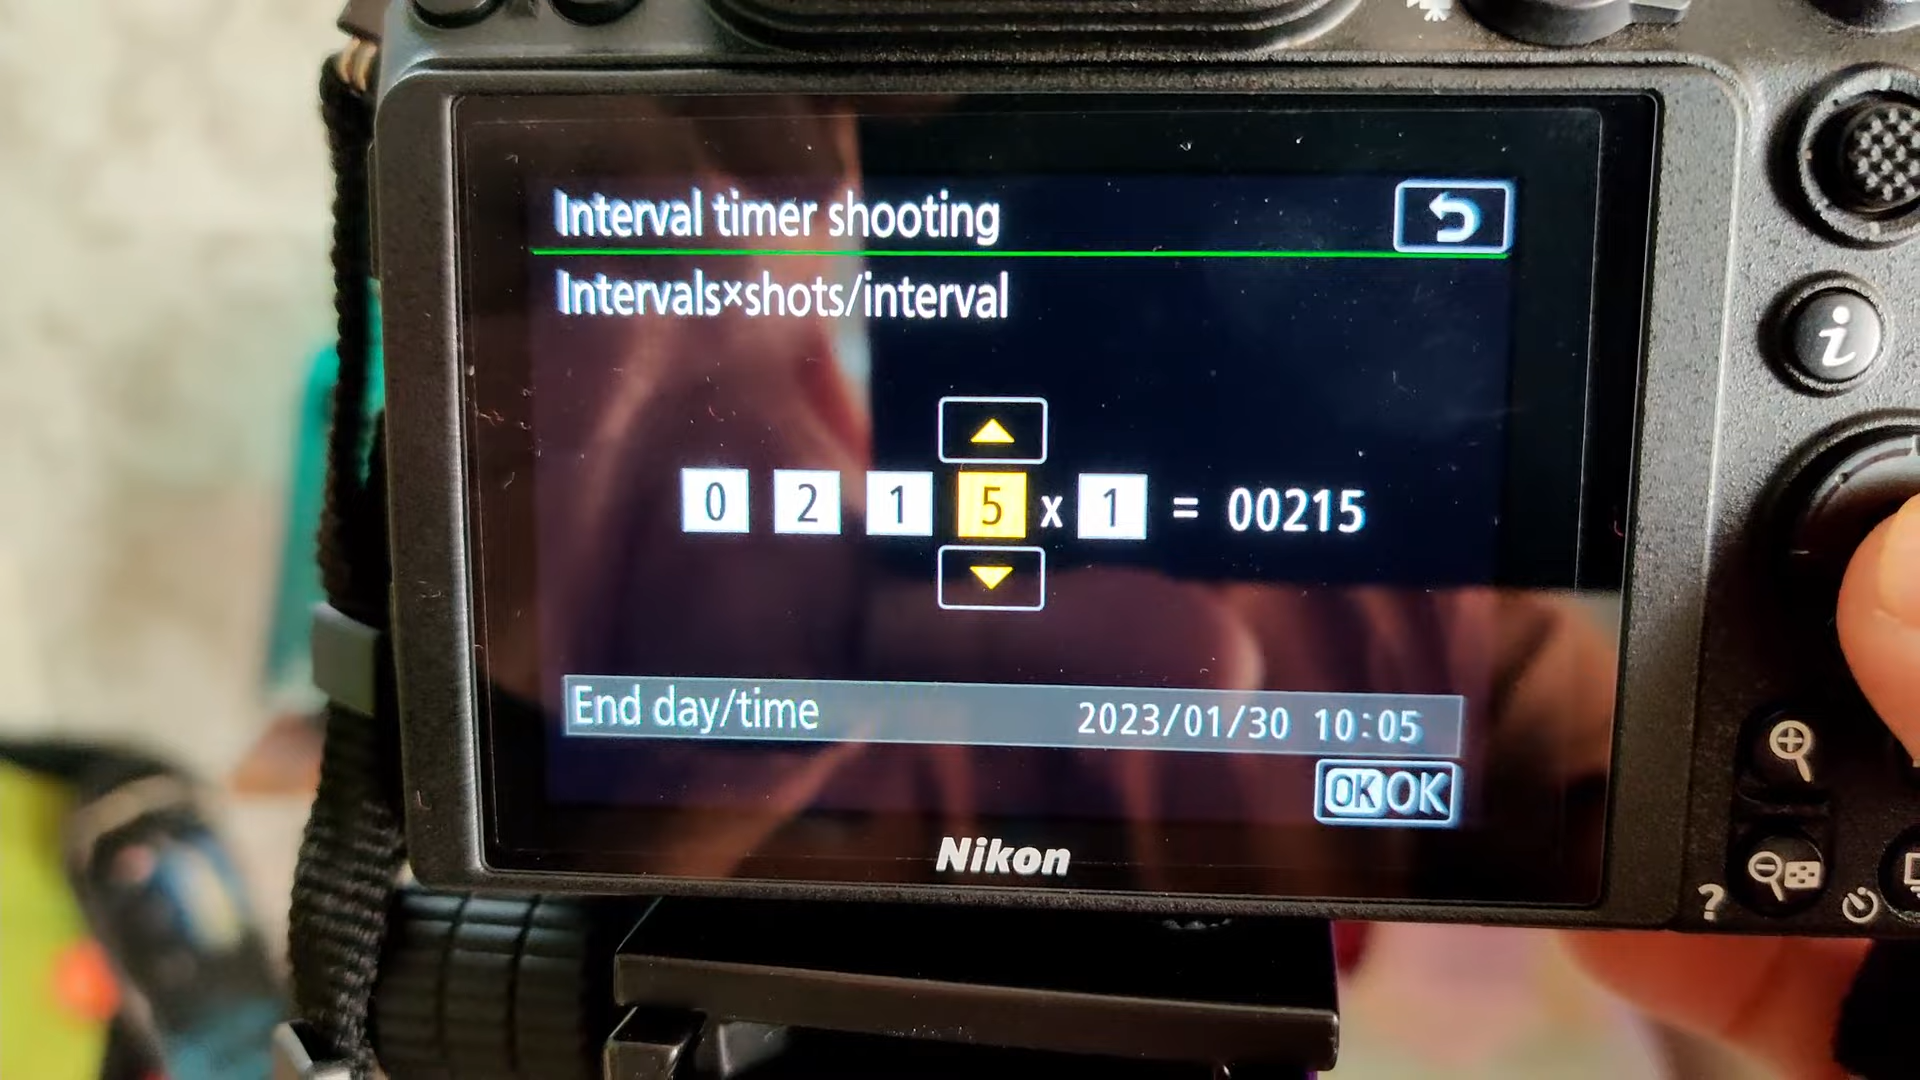 Interval timer shooting
Intervals×shots/interval
0 2 1 5 x 1 = 00215
End day/time 2023/01/30 10:05
OK OK
Nikon
i
?